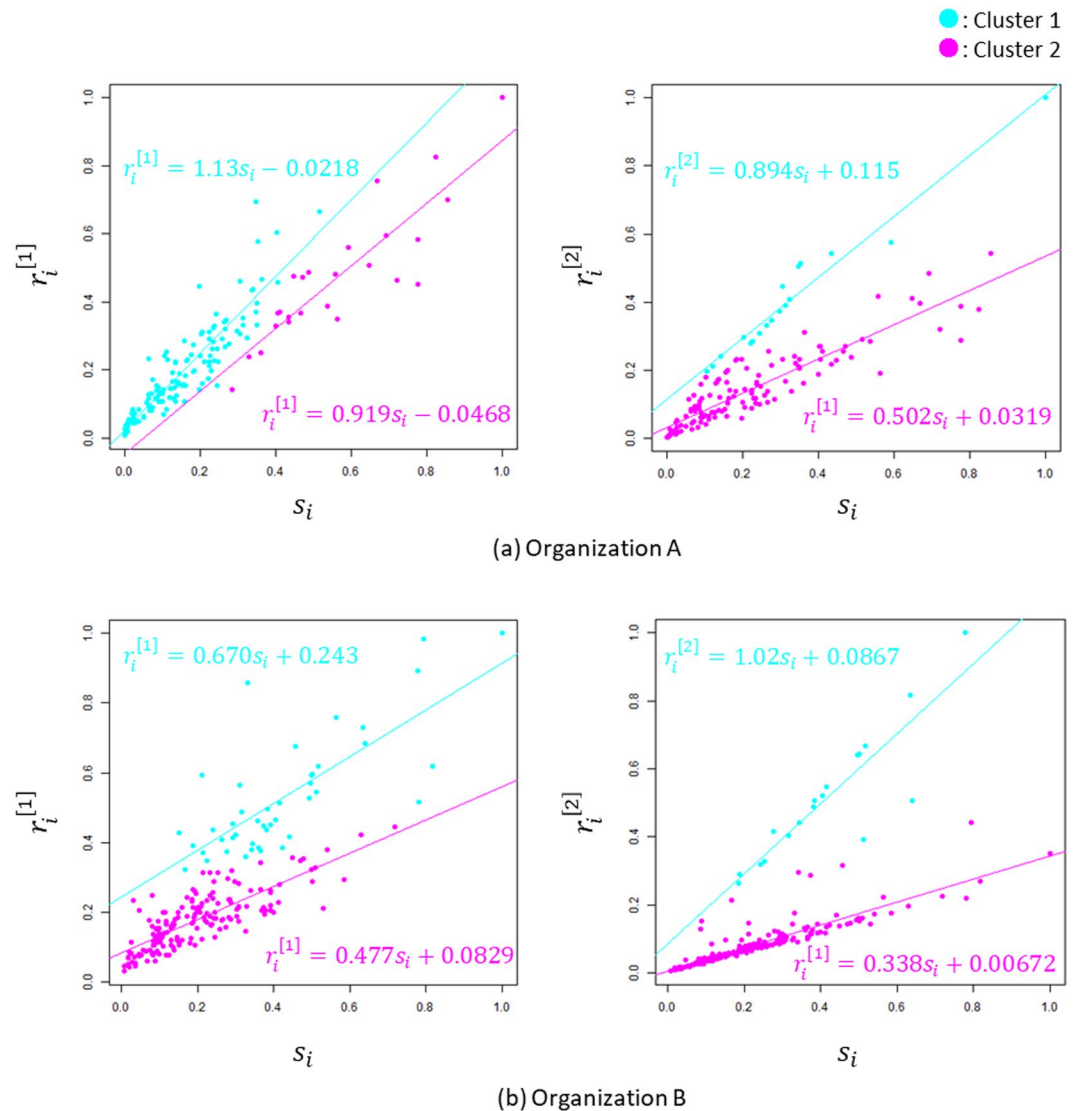 : Cluster 1
: Cluster 2
r_i^[1] = 1.13s_i − 0.0218
r_i^[1] = 0.919s_i − 0.0468
r_i^[1]
1.0
0.8
0.6
0.4
0.2
0.0
0.0 0.2 0.4 0.6 0.8 1.0
s_i
r_i^[2] = 0.894s_i + 0.115
r_i^[1] = 0.502s_i + 0.0319
r_i^[2]
1.0
0.8
0.6
0.4
0.2
0.0
0.0 0.2 0.4 0.6 0.8 1.0
s_i
(a) Organization A
r_i^[1] = 0.670s_i + 0.243
r_i^[1] = 0.477s_i + 0.0829
r_i^[1]
1.0
0.8
0.6
0.4
0.2
0.0
0.0 0.2 0.4 0.6 0.8 1.0
s_i
r_i^[2] = 1.02s_i + 0.0867
r_i^[1] = 0.338s_i + 0.00672
r_i^[2]
1.0
0.8
0.6
0.4
0.2
0.0
0.0 0.2 0.4 0.6 0.8 1.0
s_i
(b) Organization B